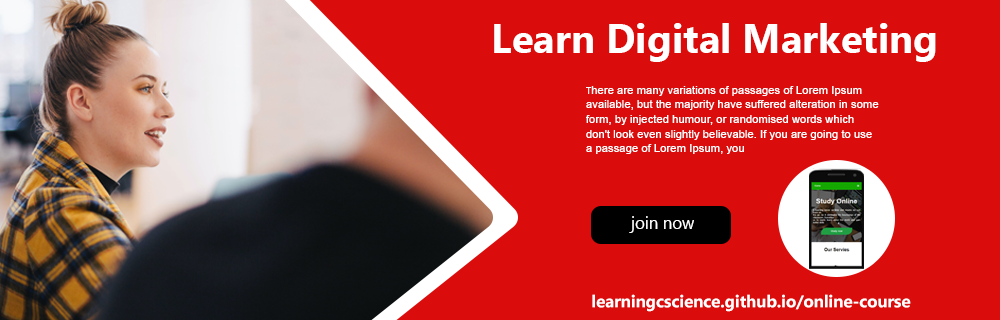 Learn Digital Marketing
There are many variations of passages of Lorem Ipsum
available, but the majority have suffered alteration in some
form, by injected humour, or randomised words which
don't look even slightly believable. If you are going to use
a passage of Lorem Ipsum, you
join now
Study Online
Our Servies
learningcscience.github.io/online-course